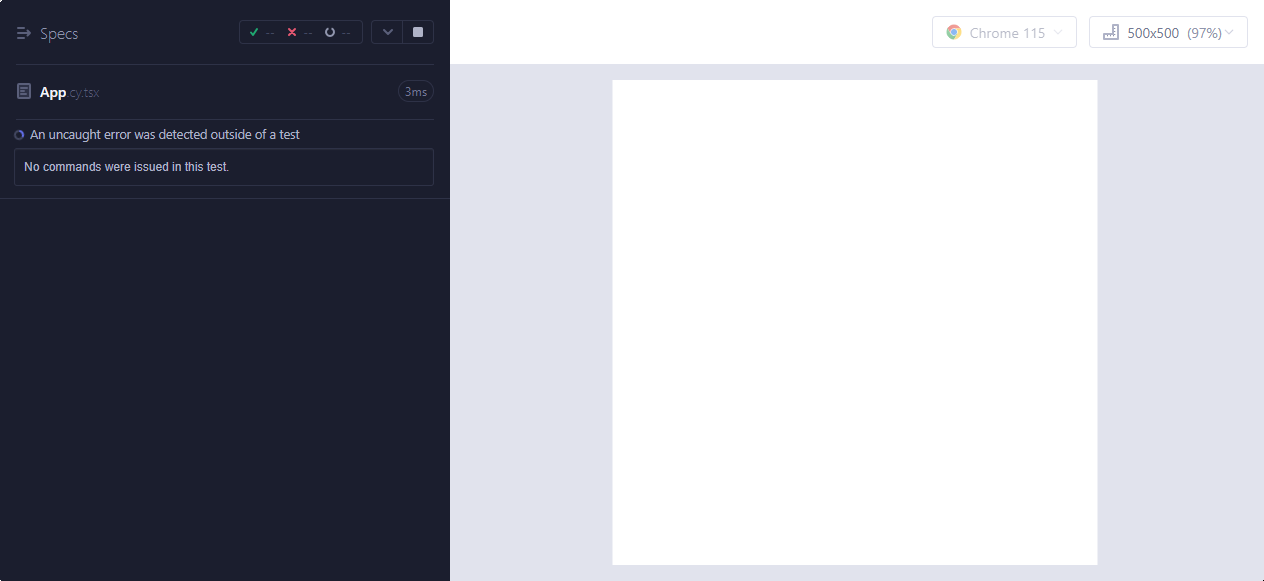 Specs -- -- --
Chrome 115 500x500 (97%)
App.cy.tsx 3ms
An uncaught error was detected outside of a test
No commands were issued in this test.